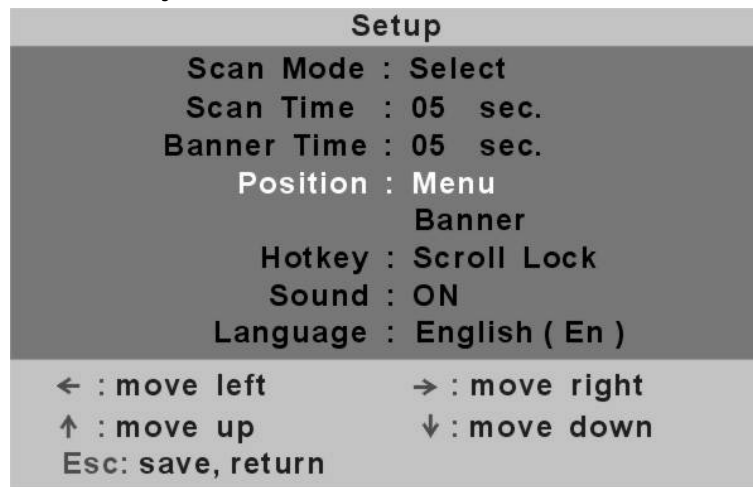 Setup
Scan Mode : Select
Scan Time : 05 sec.
Banner Time : 05 sec.
Position : Menu
Banner
Hotkey : Scroll Lock
Sound : ON
Language : English ( En )
← : move left → : move right
↑ : move up ↓ : move down
Esc: save, return